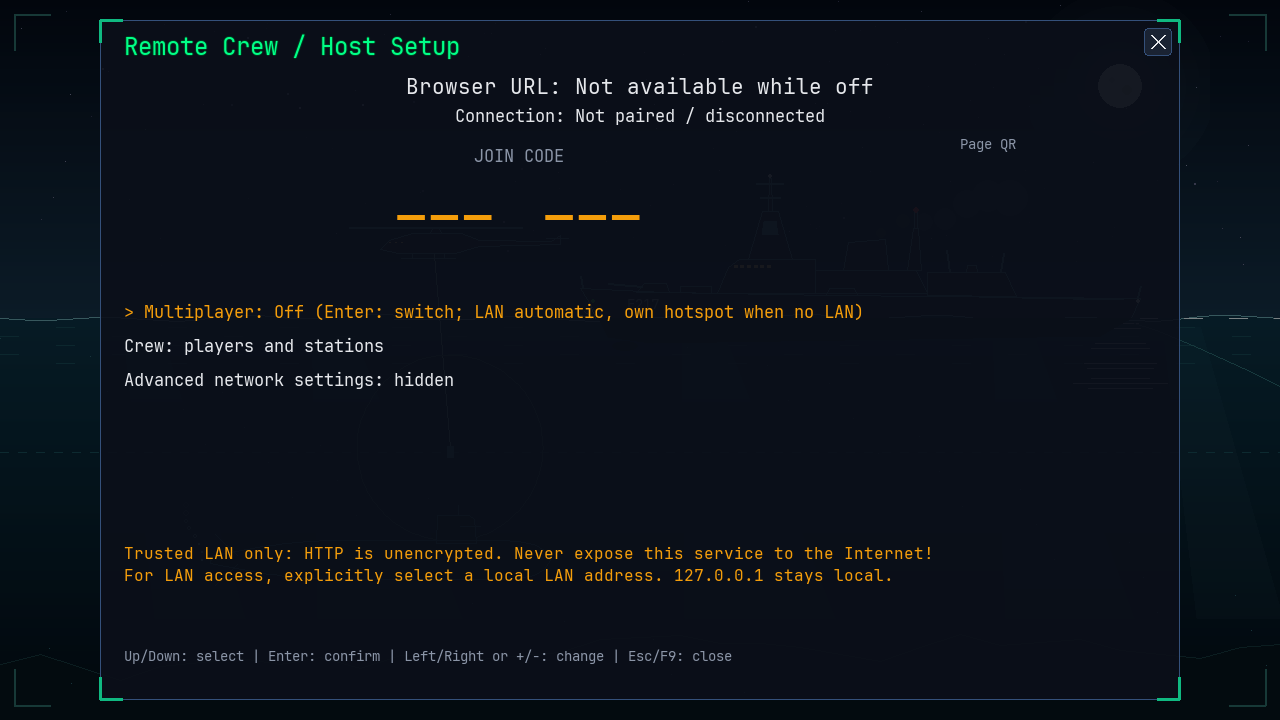 Remote Crew / Host Setup
Browser URL: Not available while off
Connection: Not paired / disconnected
Page QR
JOIN CODE
___ ___
> Multiplayer: Off (Enter: switch; LAN automatic, own hotspot when no LAN)
Crew: players and stations
Advanced network settings: hidden
Trusted LAN only: HTTP is unencrypted. Never expose this service to the Internet!
For LAN access, explicitly select a local LAN address. 127.0.0.1 stays local.
Up/Down: select | Enter: confirm | Left/Right or +/-: change | Esc/F9: close